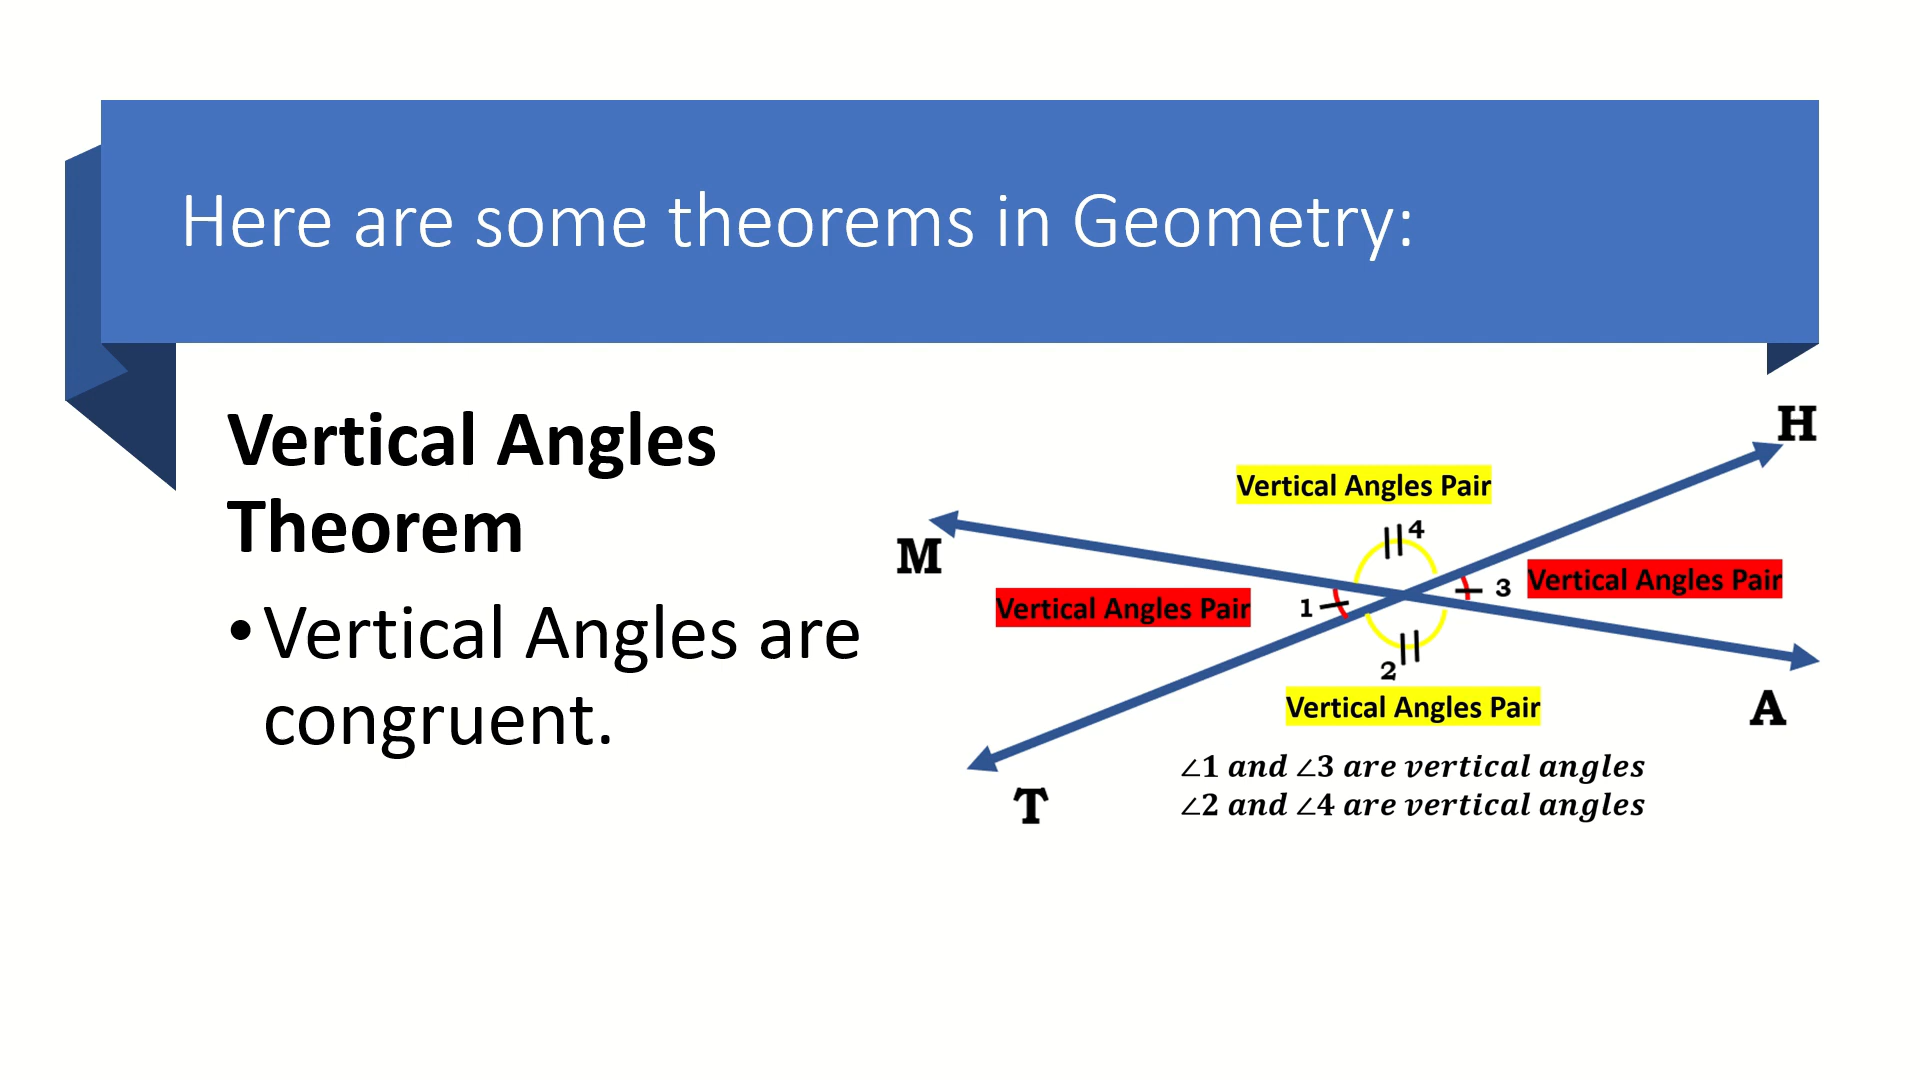 Here are some theorems in Geometry:
Vertical Angles
Theorem
•Vertical Angles are
congruent.
H
Vertical Angles Pair
4
M
Vertical Angles Pair
3
1
Vertical Angles Pair
2
Vertical Angles Pair
A
∠1 and ∠3 are vertical angles
∠2 and ∠4 are vertical angles
T